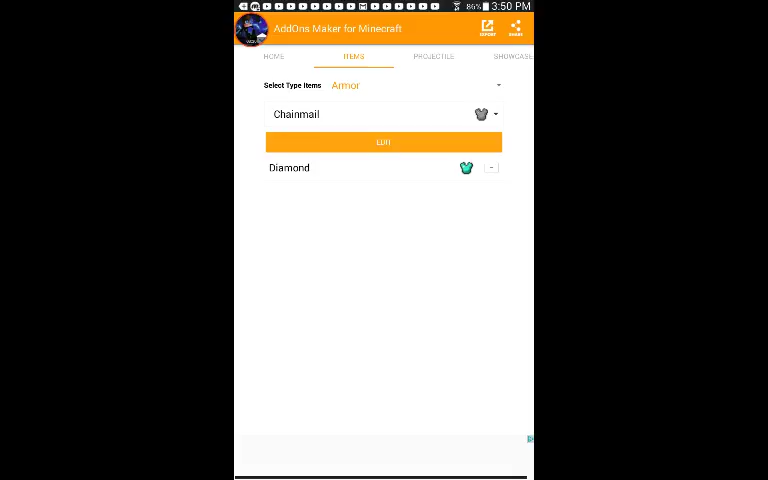 86% 3:50 PM
AddOns Maker for Minecraft
EXPORT SHARE
HOME ITEMS PROJECTILE SHOWCASE
Select Type Items Armor
Chainmail
EDIT
Diamond